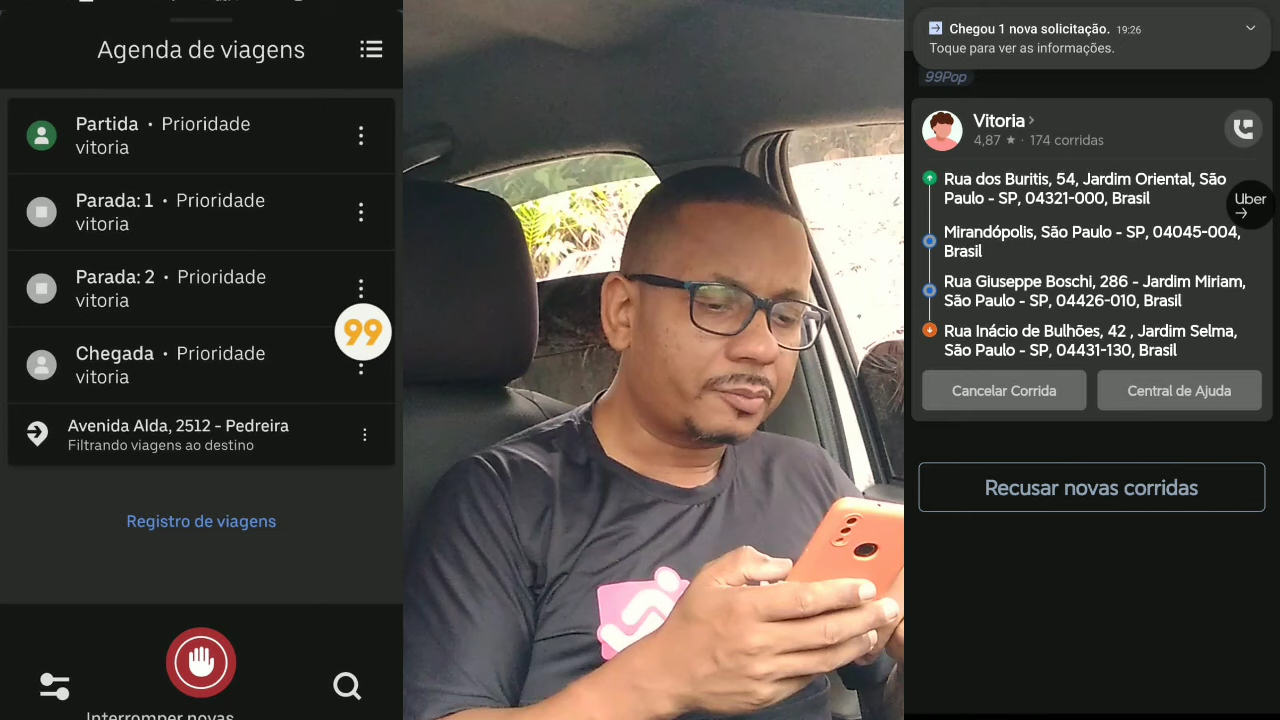 Agenda de viagens
Partida • Prioridade
vitoria
Parada: 1 • Prioridade
vitoria
Parada: 2 • Prioridade
vitoria
99
Chegada • Prioridade
vitoria
Avenida Alda, 2512 - Pedreira
Filtrando viagens ao destino
Registro de viagens
Interromper novas
Chegou 1 nova solicitação. 19:26
Toque para ver as informações.
99Pop
Vitoria
4,87 ★ · 174 corridas
Rua dos Buritis, 54, Jardim Oriental, São
Paulo - SP, 04321-000, Brasil
Uber
Mirandópolis, São Paulo - SP, 04045-004,
Brasil
Rua Giuseppe Boschi, 286 - Jardim Miriam,
São Paulo - SP, 04426-010, Brasil
Rua Inácio de Bulhões, 42 , Jardim Selma,
São Paulo - SP, 04431-130, Brasil
Cancelar Corrida
Central de Ajuda
Recusar novas corridas